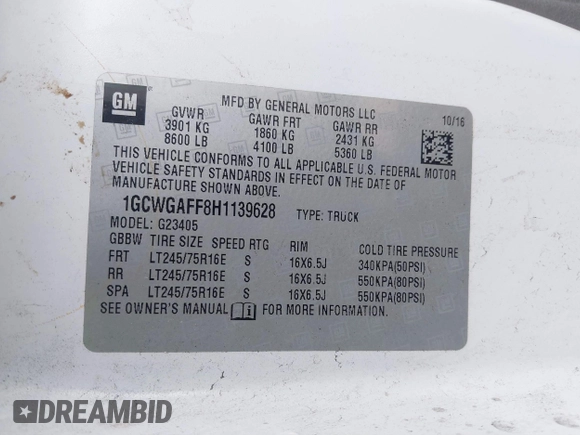 GM
MFD BY GENERAL MOTORS LLC
10/16
GVWR GAWR FRT GAWR RR
3901 KG 1860 KG 2431 KG
8600 LB 4100 LB 5360 LB
THIS VEHICLE CONFORMS TO ALL APPLICABLE U.S. FEDERAL MOTOR
VEHICLE SAFETY STANDARDS IN EFFECT ON THE DATE OF
MANUFACTURE SHOWN ABOVE.
1GCWGAFF8H1139628 TYPE: TRUCK
MODEL: G23405
GBBW TIRE SIZE SPEED RTG RIM COLD TIRE PRESSURE
FRT LT245/75R16E S 16X6.5J 340KPA(50PSI)
RR LT245/75R16E S 16X6.5J 550KPA(80PSI)
SPA LT245/75R16E S 16X6.5J 550KPA(80PSI)
SEE OWNER'S MANUAL FOR MORE INFORMATION.
DREAMBID